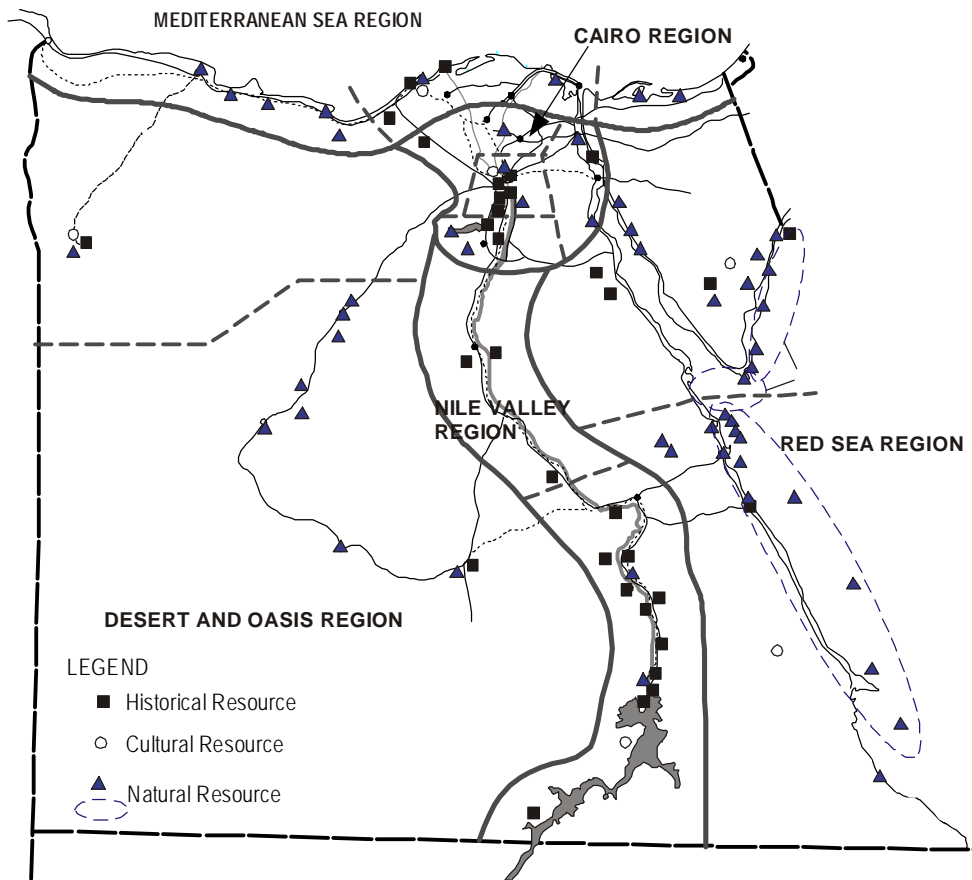 MEDITERRANEAN SEA REGION
CAIRO REGION
NILE VALLEY
REGION
RED SEA REGION
DESERT AND OASIS REGION
LEGEND
Historical Resource
Cultural Resource
Natural Resource